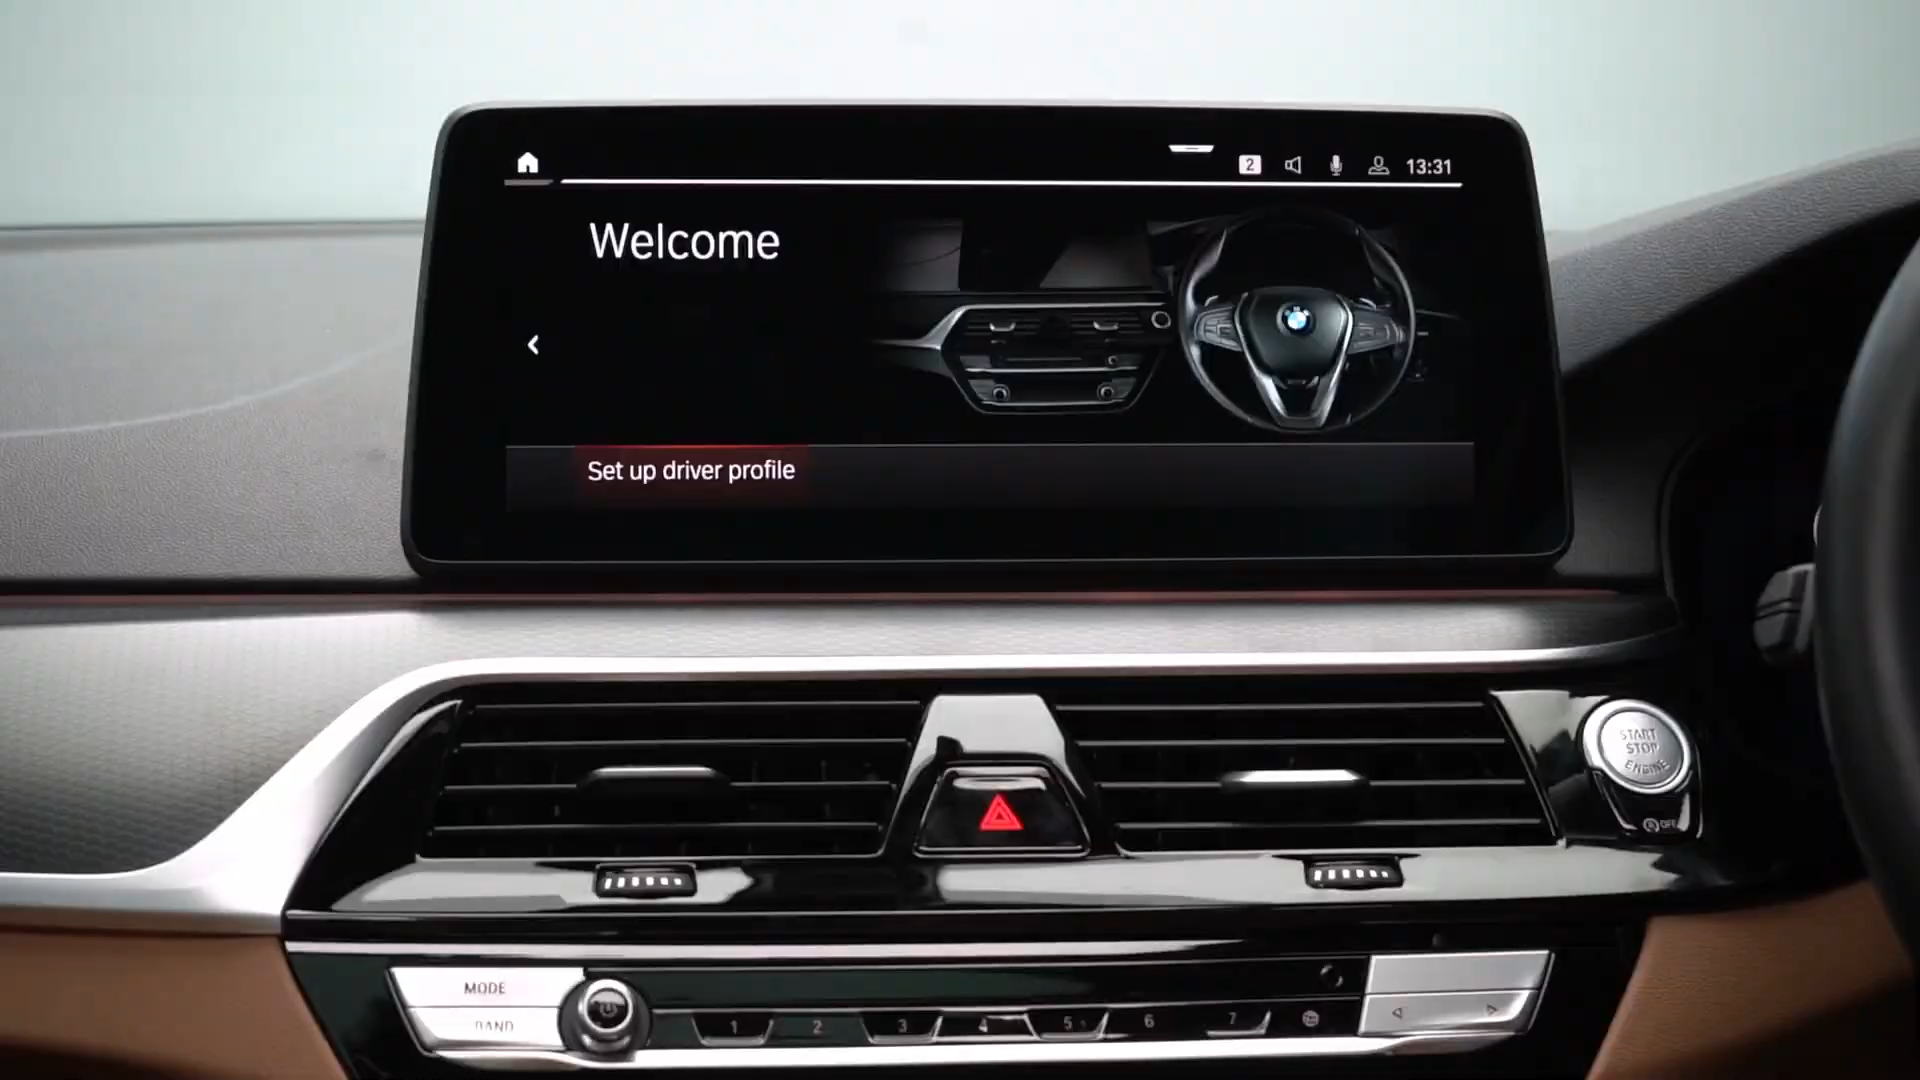 2
13:31
Welcome
Set up driver profile
START
STOP
ENGINE
OFF
MODE
BAND
1 2 3 4 5 6 7